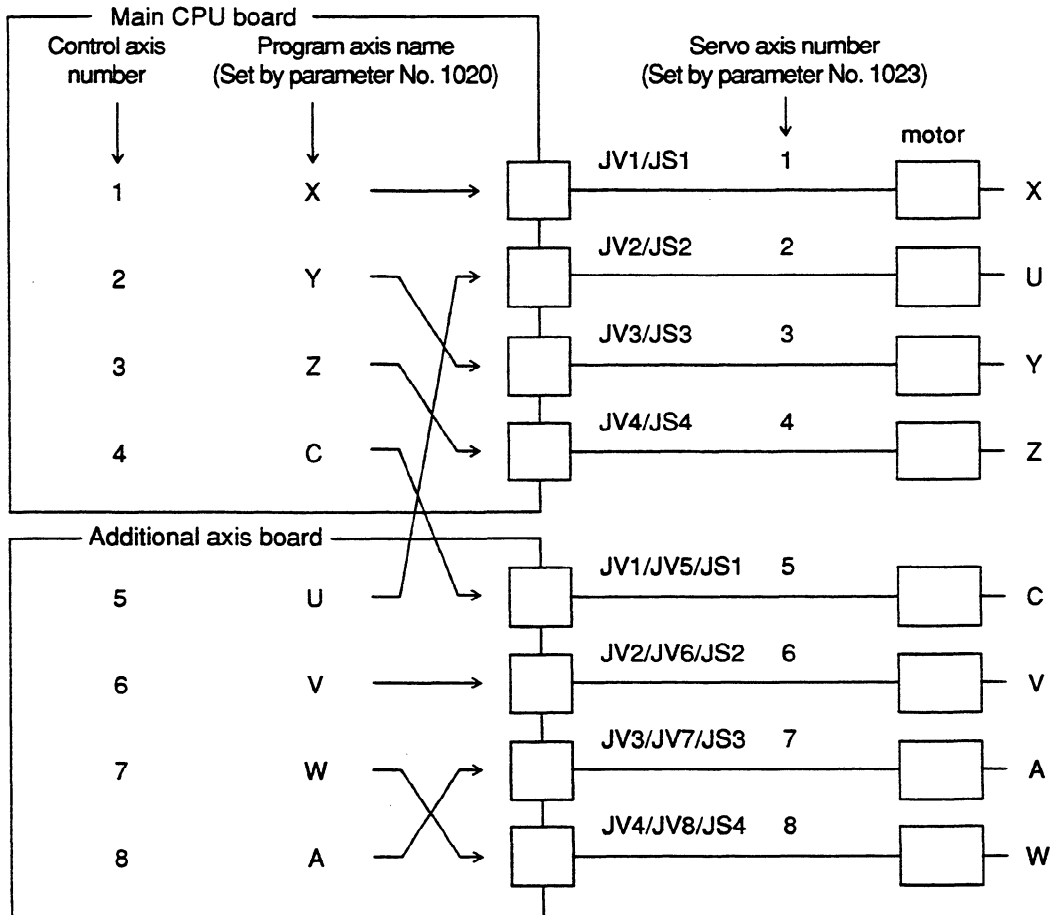 Main CPU board
Control axis number
Program axis name
(Set by parameter No. 1020)
Servo axis number
(Set by parameter No. 1023)
motor
1 X JV1/JS1 1 X
2 Y JV2/JS2 2 U
3 Z JV3/JS3 3 Y
4 C JV4/JS4 4 Z
Additional axis board
5 U JV1/JV5/JS1 5 C
6 V JV2/JV6/JS2 6 V
7 W JV3/JV7/JS3 7 A
8 A JV4/JV8/JS4 8 W